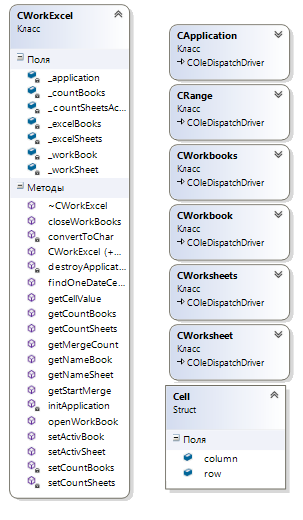 CWorkExcel
Класс
Поля
_application
_countBooks
_countSheetsAc...
_excelBooks
_excelSheets
_workBook
_workSheet
Методы
~CWorkExcel
closeWorkBooks
convertToChar
CWorkExcel (+...
destroyApplicat...
findOneDateCe...
getCellValue
getCountBooks
getCountSheets
getMergeCount
getNameBook
getNameSheet
getStartMerge
initApplication
openWorkBook
setActivBook
setActivSheet
setCountBooks
setCountSheets
CApplication
Класс
COleDispatchDriver
CRange
Класс
COleDispatchDriver
CWorkbooks
Класс
COleDispatchDriver
CWorkbook
Класс
COleDispatchDriver
CWorksheets
Класс
COleDispatchDriver
CWorksheet
Класс
COleDispatchDriver
Cell
Struct
Поля
column
row